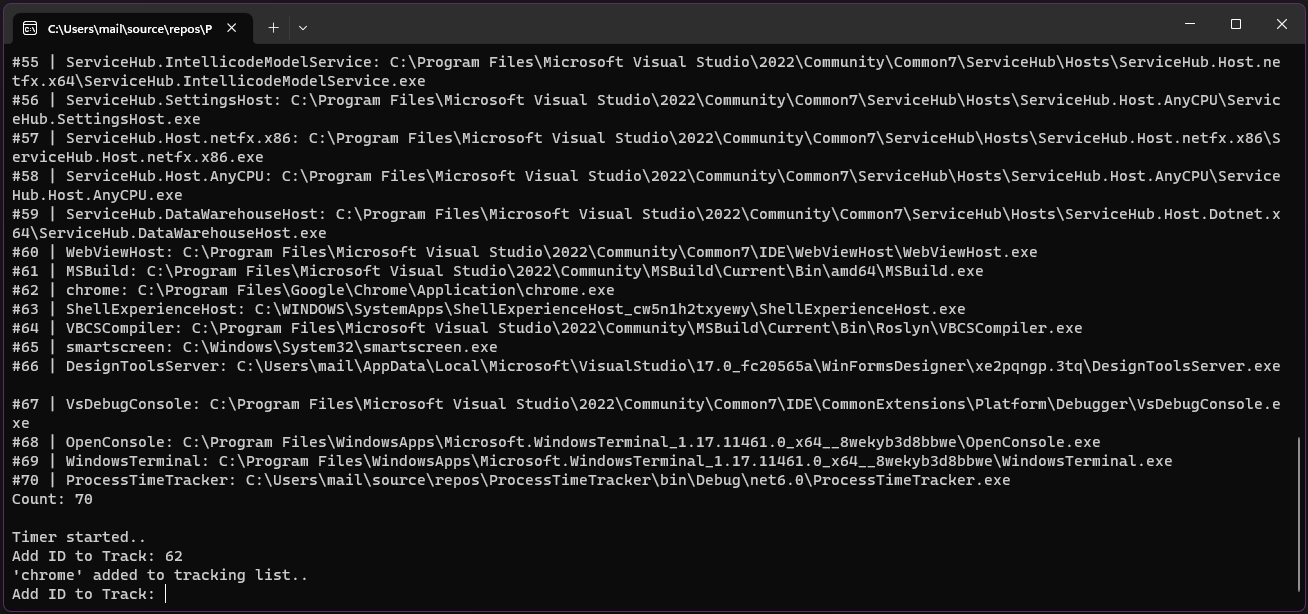 C:\Users\mail\source\repos\P
#55 | ServiceHub.IntellicodeModelService: C:\Program Files\Microsoft Visual Studio\2022\Community\Common7\ServiceHub\Hosts\ServiceHub.Host.ne
tfx.x64\ServiceHub.IntellicodeModelService.exe
#56 | ServiceHub.SettingsHost: C:\Program Files\Microsoft Visual Studio\2022\Community\Common7\ServiceHub\Hosts\ServiceHub.Host.AnyCPU\Servic
eHub.SettingsHost.exe
#57 | ServiceHub.Host.netfx.x86: C:\Program Files\Microsoft Visual Studio\2022\Community\Common7\ServiceHub\Hosts\ServiceHub.Host.netfx.x86\S
erviceHub.Host.netfx.x86.exe
#58 | ServiceHub.Host.AnyCPU: C:\Program Files\Microsoft Visual Studio\2022\Community\Common7\ServiceHub\Hosts\ServiceHub.Host.AnyCPU\Service
Hub.Host.AnyCPU.exe
#59 | ServiceHub.DataWarehouseHost: C:\Program Files\Microsoft Visual Studio\2022\Community\Common7\ServiceHub\Hosts\ServiceHub.Host.Dotnet.x
64\ServiceHub.DataWarehouseHost.exe
#60 | WebViewHost: C:\Program Files\Microsoft Visual Studio\2022\Community\Common7\IDE\WebViewHost\WebViewHost.exe
#61 | MSBuild: C:\Program Files\Microsoft Visual Studio\2022\Community\MSBuild\Current\Bin\amd64\MSBuild.exe
#62 | chrome: C:\Program Files\Google\Chrome\Application\chrome.exe
#63 | ShellExperienceHost: C:\WINDOWS\SystemApps\ShellExperienceHost_cw5n1h2txyewy\ShellExperienceHost.exe
#64 | VBCSCompiler: C:\Program Files\Microsoft Visual Studio\2022\Community\MSBuild\Current\Bin\Roslyn\VBCSCompiler.exe
#65 | smartscreen: C:\Windows\System32\smartscreen.exe
#66 | DesignToolsServer: C:\Users\mail\AppData\Local\Microsoft\VisualStudio\17.0_fc20565a\WinFormsDesigner\xe2pqngp.3tq\DesignToolsServer.exe
#67 | VsDebugConsole: C:\Program Files\Microsoft Visual Studio\2022\Community\Common7\IDE\CommonExtensions\Platform\Debugger\VsDebugConsole.e
xe
#68 | OpenConsole: C:\Program Files\WindowsApps\Microsoft.WindowsTerminal_1.17.11461.0_x64__8wekyb3d8bbwe\OpenConsole.exe
#69 | WindowsTerminal: C:\Program Files\WindowsApps\Microsoft.WindowsTerminal_1.17.11461.0_x64__8wekyb3d8bbwe\WindowsTerminal.exe
#70 | ProcessTimeTracker: C:\Users\mail\source\repos\ProcessTimeTracker\bin\Debug\net6.0\ProcessTimeTracker.exe
Count: 70
Timer started..
Add ID to Track: 62
'chrome' added to tracking list..
Add ID to Track: